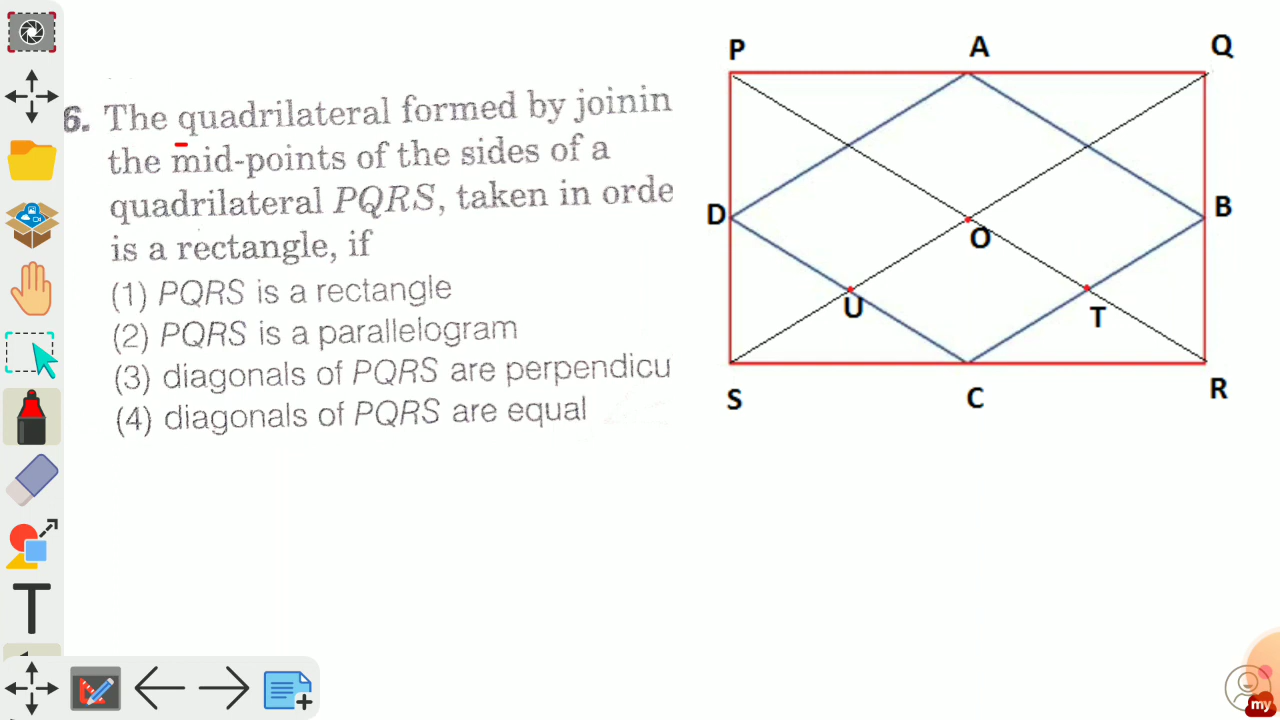 6. The quadrilateral formed by joinin
the mid-points of the sides of a
quadrilateral PQRS, taken in orde
is a rectangle, if
(1) PQRS is a rectangle
(2) PQRS is a parallelogram
(3) diagonals of PQRS are perpendicu
(4) diagonals of PQRS are equal
P A Q
D B
O
U T
S C R
T
my